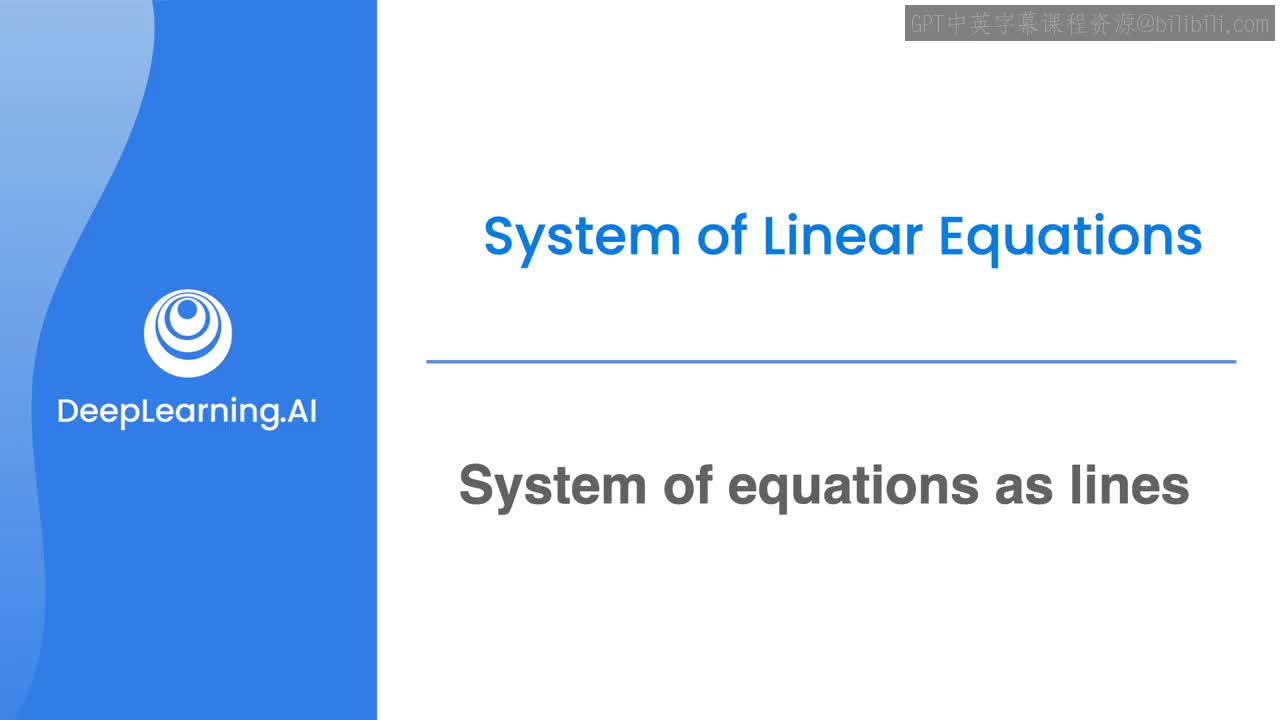 GPT中英字幕课程资源@bilibili.com
System of Linear Equations
DeepLearning.AI
System of equations as lines